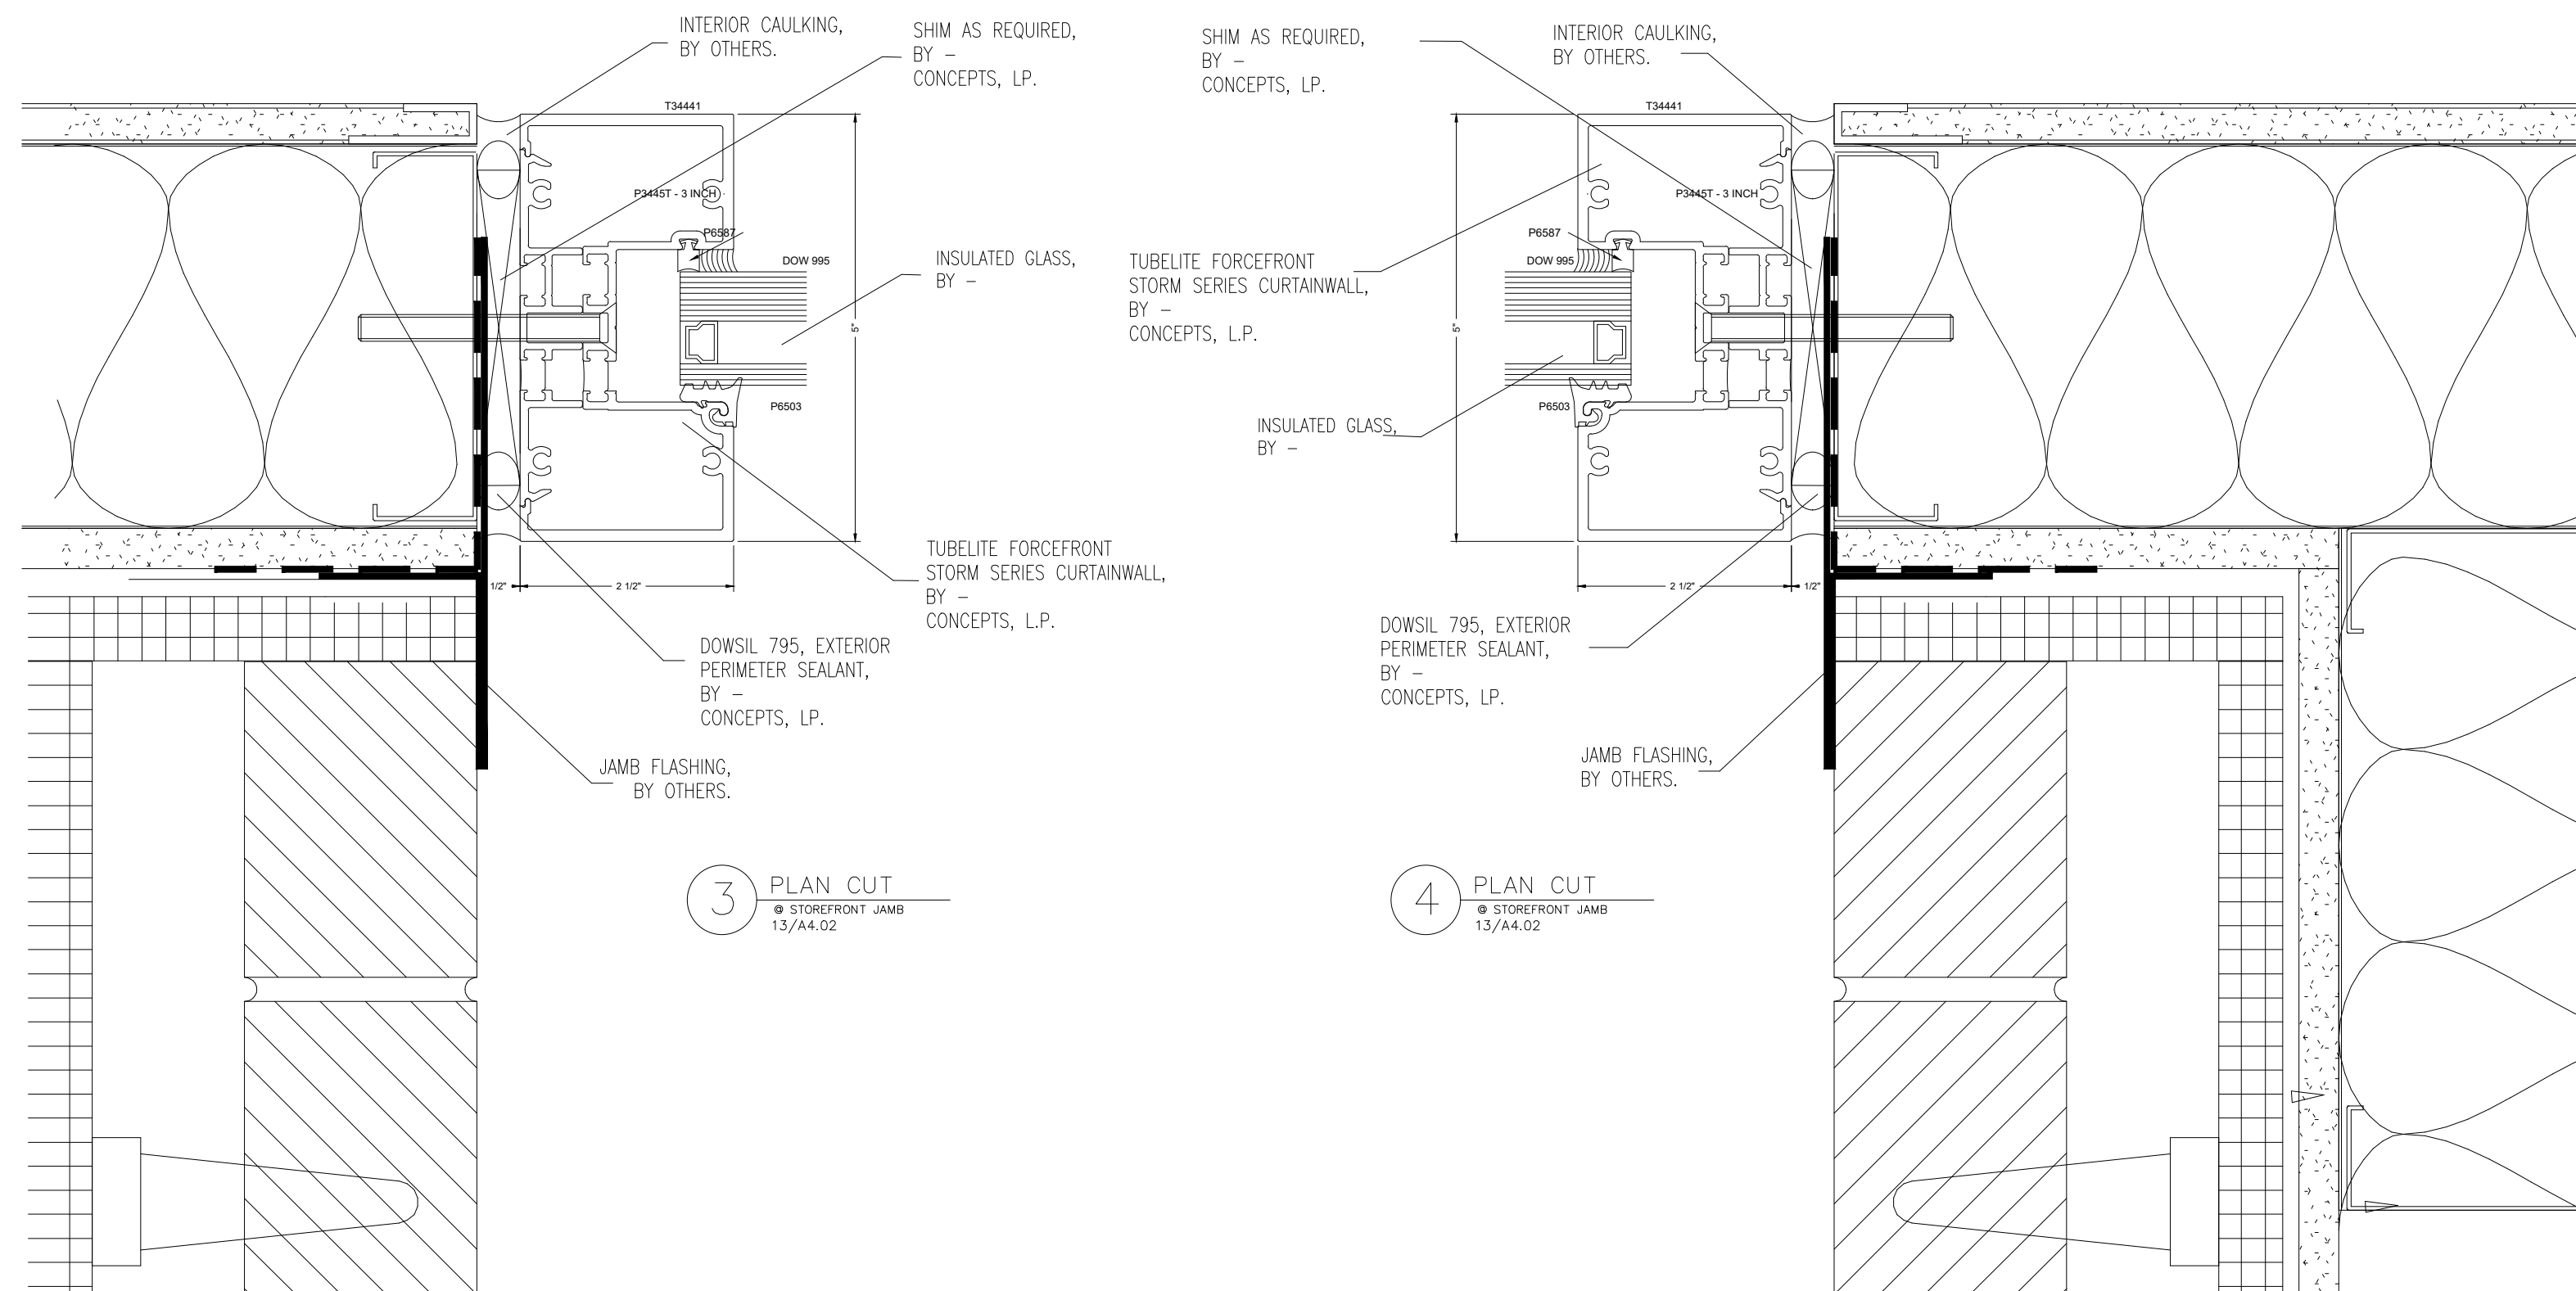 INTERIOR CAULKING,
BY OTHERS.
SHIM AS REQUIRED,
BY –
CONCEPTS, LP.
T34441
P3445T - 3 INCH
P6587
DOW 995
INSULATED GLASS,
BY –
5"
P6503
TUBELITE FORCEFRONT
STORM SERIES CURTAINWALL,
BY –
CONCEPTS, L.P.
1/2"
2 1/2"
DOWSIL 795, EXTERIOR
PERIMETER SEALANT,
BY –
CONCEPTS, LP.
JAMB FLASHING,
BY OTHERS.
3
PLAN CUT
@ STOREFRONT JAMB
13/A4.02
SHIM AS REQUIRED,
BY –
CONCEPTS, LP.
INTERIOR CAULKING,
BY OTHERS.
T34441
P3445T - 3 INCH
P6587
DOW 995
TUBELITE FORCEFRONT
STORM SERIES CURTAINWALL,
BY –
CONCEPTS, L.P.
5"
P6503
INSULATED GLASS,
BY –
2 1/2"
1/2"
DOWSIL 795, EXTERIOR
PERIMETER SEALANT,
BY –
CONCEPTS, LP.
JAMB FLASHING,
BY OTHERS.
4
PLAN CUT
@ STOREFRONT JAMB
13/A4.02